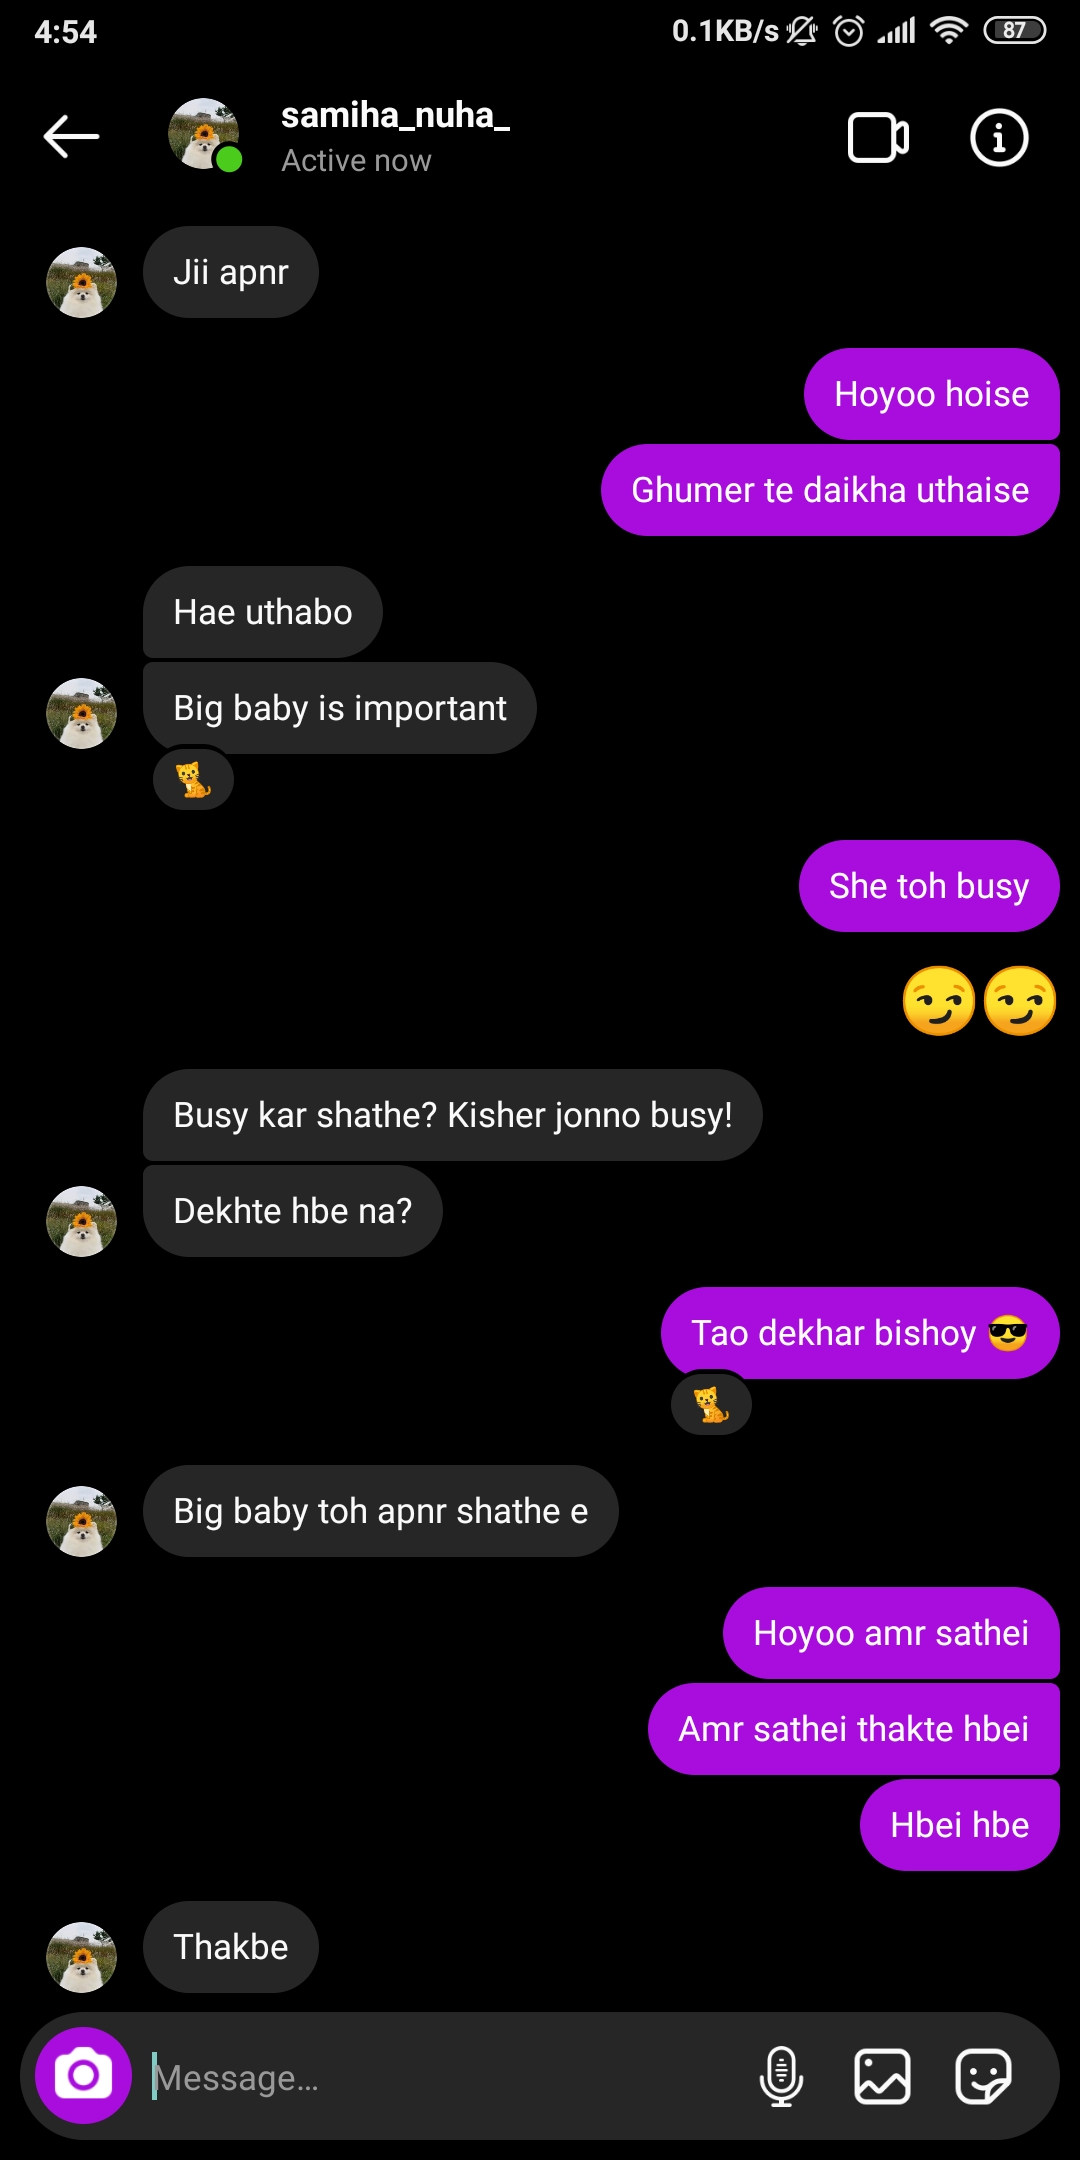 4:54
0.1KB/s
87
samiha_nuha_
Active now
Jii apnr
Hoyoo hoise
Ghumer te daikha uthaise
Hae uthabo
Big baby is important
She toh busy
Busy kar shathe? Kisher jonno busy!
Dekhte hbe na?
Tao dekhar bishoy 😎
Big baby toh apnr shathe e
Hoyoo amr sathei
Amr sathei thakte hbei
Hbei hbe
Thakbe
Message...